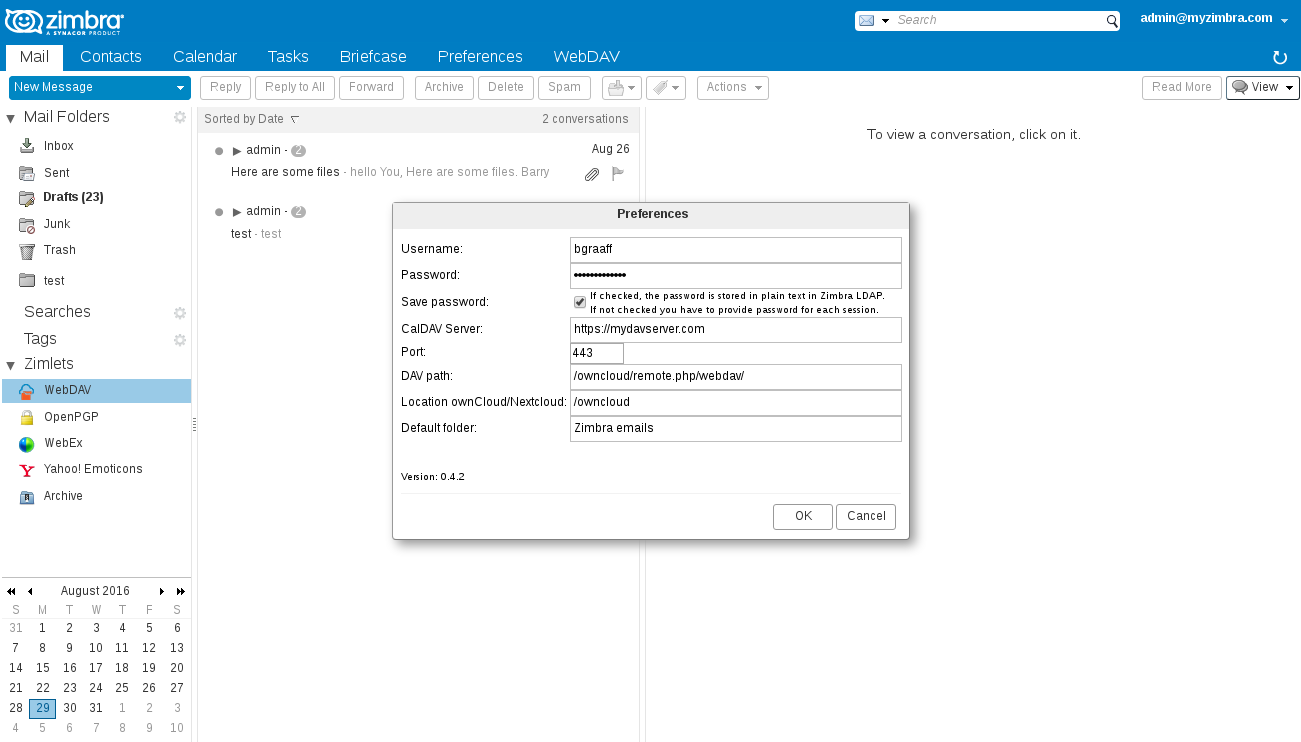 zimbra
A SYNACOR PRODUCT
Search
admin@myzimbra.com
Mail Contacts Calendar Tasks Briefcase Preferences WebDAV
New Message Reply Reply to All Forward Archive Delete Spam Actions Read More View
Mail Folders
Inbox
Sent
Drafts (23)
Junk
Trash
test
Searches
Tags
Zimlets
WebDAV
OpenPGP
WebEx
Yahoo! Emoticons
Archive
August 2016
S M T W T F S
31 1 2 3 4 5 6
7 8 9 10 11 12 13
14 15 16 17 18 19 20
21 22 23 24 25 26 27
28 29 30 31 1 2 3
4 5 6 7 8 9 10
Sorted by Date 2 conversations
admin - 2 Aug 26
Here are some files - hello You, Here are some files. Barry
admin - 2
test - test
To view a conversation, click on it.
Preferences
Username: bgraaff
Password: •••••••••••••
Save password: If checked, the password is stored in plain text in Zimbra LDAP.
If not checked you have to provide password for each session.
CalDAV Server: https://mydavserver.com
Port: 443
DAV path: /owncloud/remote.php/webdav/
Location ownCloud/Nextcloud: /owncloud
Default folder: Zimbra emails
Version: 0.4.2
OK Cancel